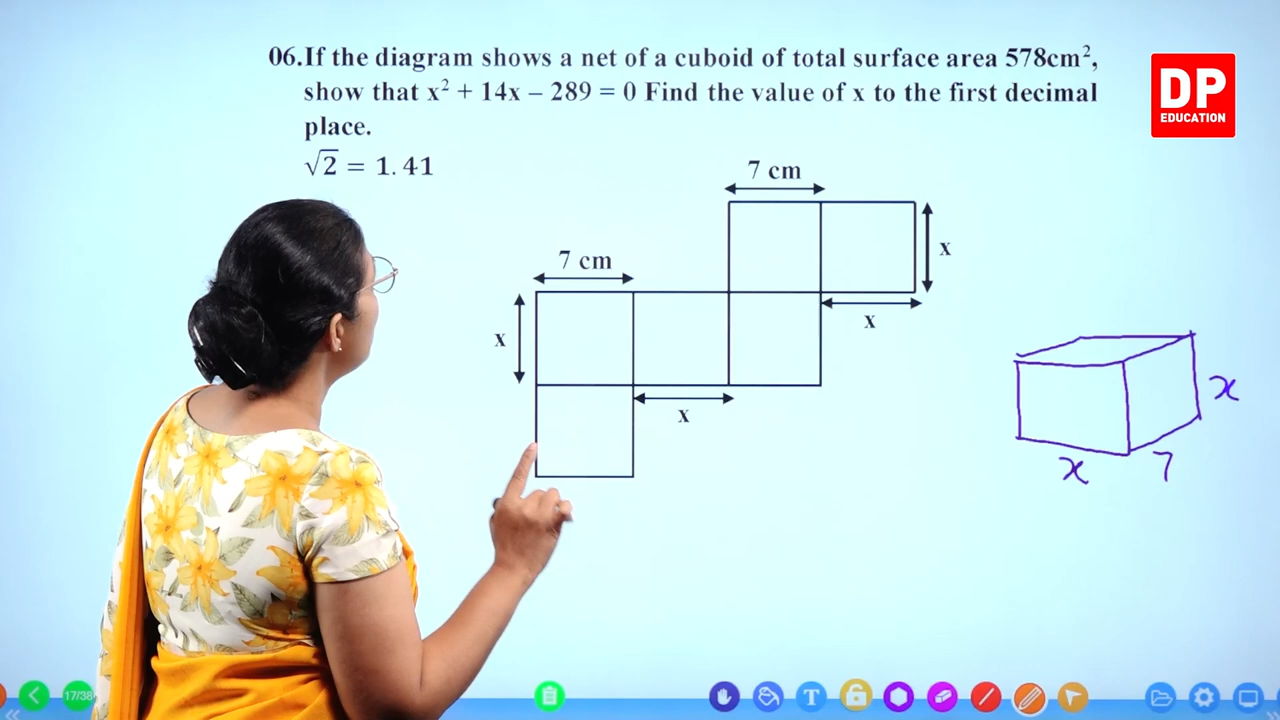 06.If the diagram shows a net of a cuboid of total surface area 578cm²,
show that x² + 14x – 289 = 0 Find the value of x to the first decimal
place.
√2 = 1.41
DP
EDUCATION
7 cm
7 cm
x
x
x
x
x
x
7
17/38
T